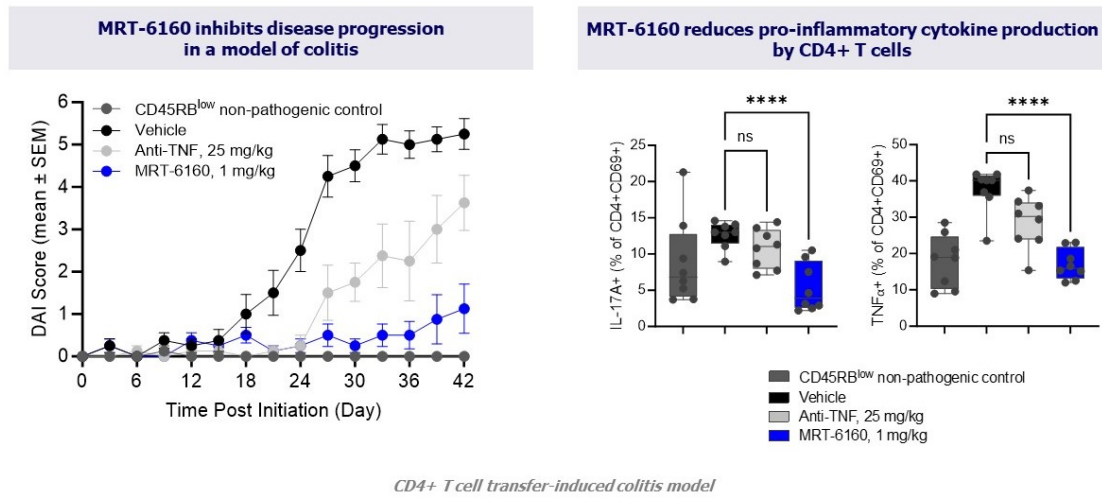 MRT-6160 inhibits disease progression
in a model of colitis
6
5
4
3
2
1
0
DAI Score (mean ± SEM)
CD45RBlow non-pathogenic control
Vehicle
Anti-TNF, 25 mg/kg
MRT-6160, 1 mg/kg
0 6 12 18 24 30 36 42
Time Post Initiation (Day)
MRT-6160 reduces pro-inflammatory cytokine production
by CD4+ T cells
IL-17A+ (% of CD4+CD69+)
25
20
15
10
5
0
ns
****
TNFα+ (% of CD4+CD69+)
50
40
30
20
10
0
ns
****
CD45RBlow non-pathogenic control
Vehicle
Anti-TNF, 25 mg/kg
MRT-6160, 1 mg/kg
CD4+ T cell transfer-induced colitis model